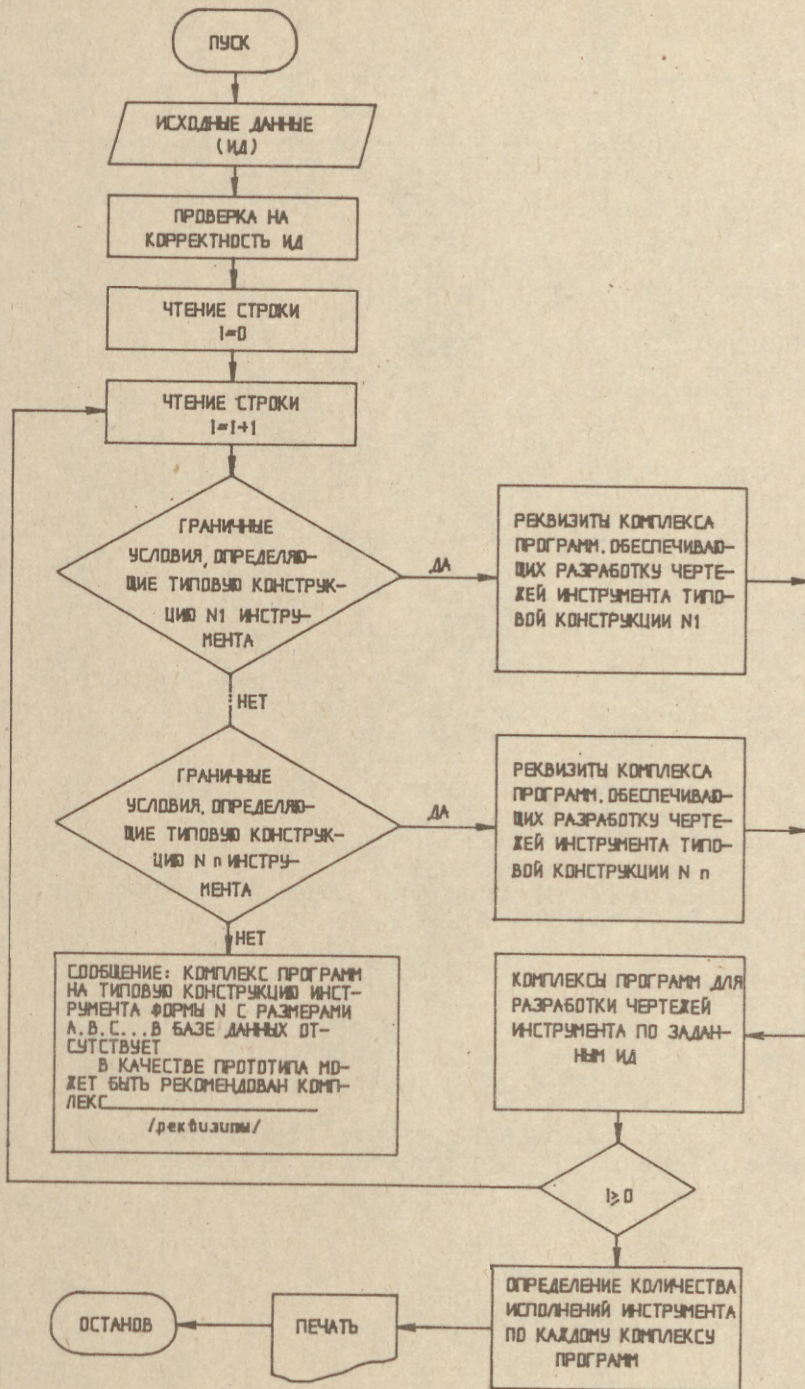 ПУСК
ИСХОДНЫЕ ДАННЫЕ
(ИД)
ПРОВЕРКА НА
КОРРЕКТНОСТЬ ИД
ЧТЕНИЕ СТРОКИ
I=0
ЧТЕНИЕ СТРОКИ
I=I+1
ГРАНИЧНЫЕ
УСЛОВИЯ, ОПРЕДЕЛЯЮ-
ЩИЕ ТИПОВУЮ КОНСТРУК-
ЦИЮ N1 ИНСТРУ-
МЕНТА
ДА
РЕКВИЗИТЫ КОМПЛЕКСА
ПРОГРАММ, ОБЕСПЕЧИВАЮ-
ЩИХ РАЗРАБОТКУ ЧЕРТЕ-
ЖЕЙ ИНСТРУМЕНТА ТИПО-
ВОЙ КОНСТРУКЦИИ N1
НЕТ
ГРАНИЧНЫЕ
УСЛОВИЯ, ОПРЕДЕЛЯЮ-
ЩИЕ ТИПОВУЮ КОНСТРУК-
ЦИЮ N n ИНСТРУ-
МЕНТА
ДА
РЕКВИЗИТЫ КОМПЛЕКСА
ПРОГРАММ, ОБЕСПЕЧИВАЮ-
ЩИХ РАЗРАБОТКУ ЧЕРТЕ-
ЖЕЙ ИНСТРУМЕНТА ТИПО-
ВОЙ КОНСТРУКЦИИ N n
НЕТ
СООБЩЕНИЕ: КОМПЛЕКС ПРОГРАММ
НА ТИПОВУЮ КОНСТРУКЦИЮ ИНСТ-
РУМЕНТА ФОРМЫ N С РАЗМЕРАМИ
А.В.С...В БАЗЕ ДАННЫХ ОТ-
СУТСТВУЕТ
В КАЧЕСТВЕ ПРОТОТИПА МО-
ЖЕТ БЫТЬ РЕКОМЕНДОВАН КОМП-
ЛЕКС
/реквизиты/
КОМПЛЕКСЫ ПРОГРАММ ДЛЯ
РАЗРАБОТКИ ЧЕРТЕЖЕЙ
ИНСТРУМЕНТА ПО ЗАДАН-
НЫМ ИД
I≥0
ОПРЕДЕЛЕНИЕ КОЛИЧЕСТВА
ИСПОЛНЕНИЙ ИНСТРУМЕНТА
ПО КАЖДОМУ КОМПЛЕКСУ
ПРОГРАММ
ПЕЧАТЬ
ОСТАНОВ